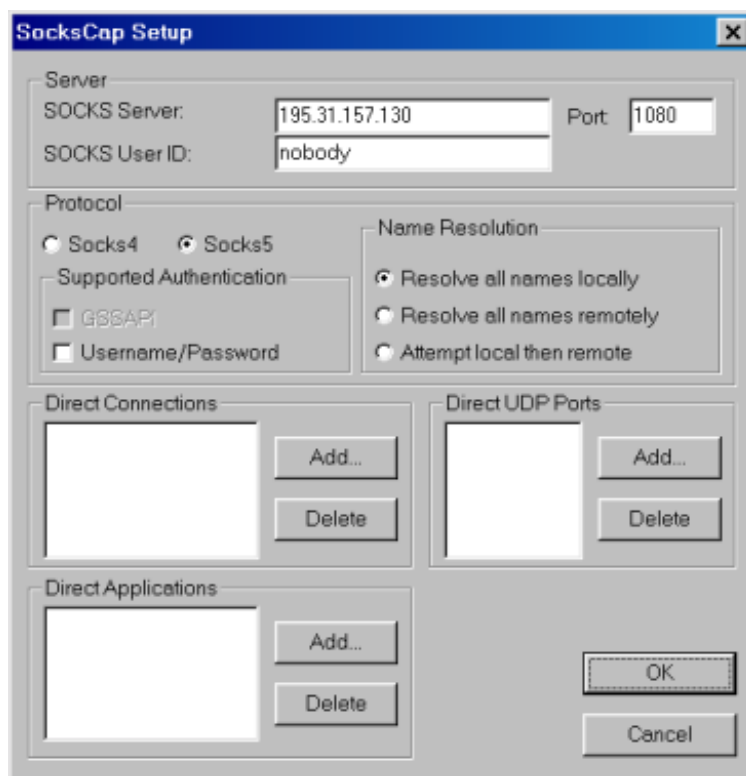 SocksCap Setup
Server
SOCKS Server: 195.31.157.130 Port: 1080
SOCKS User ID: nobody
Protocol
Socks4 Socks5
Supported Authentication
GSSAPI
Username/Password
Name Resolution
Resolve all names locally
Resolve all names remotely
Attempt local then remote
Direct Connections
Add...
Delete
Direct UDP Ports
Add...
Delete
Direct Applications
Add...
Delete
OK
Cancel